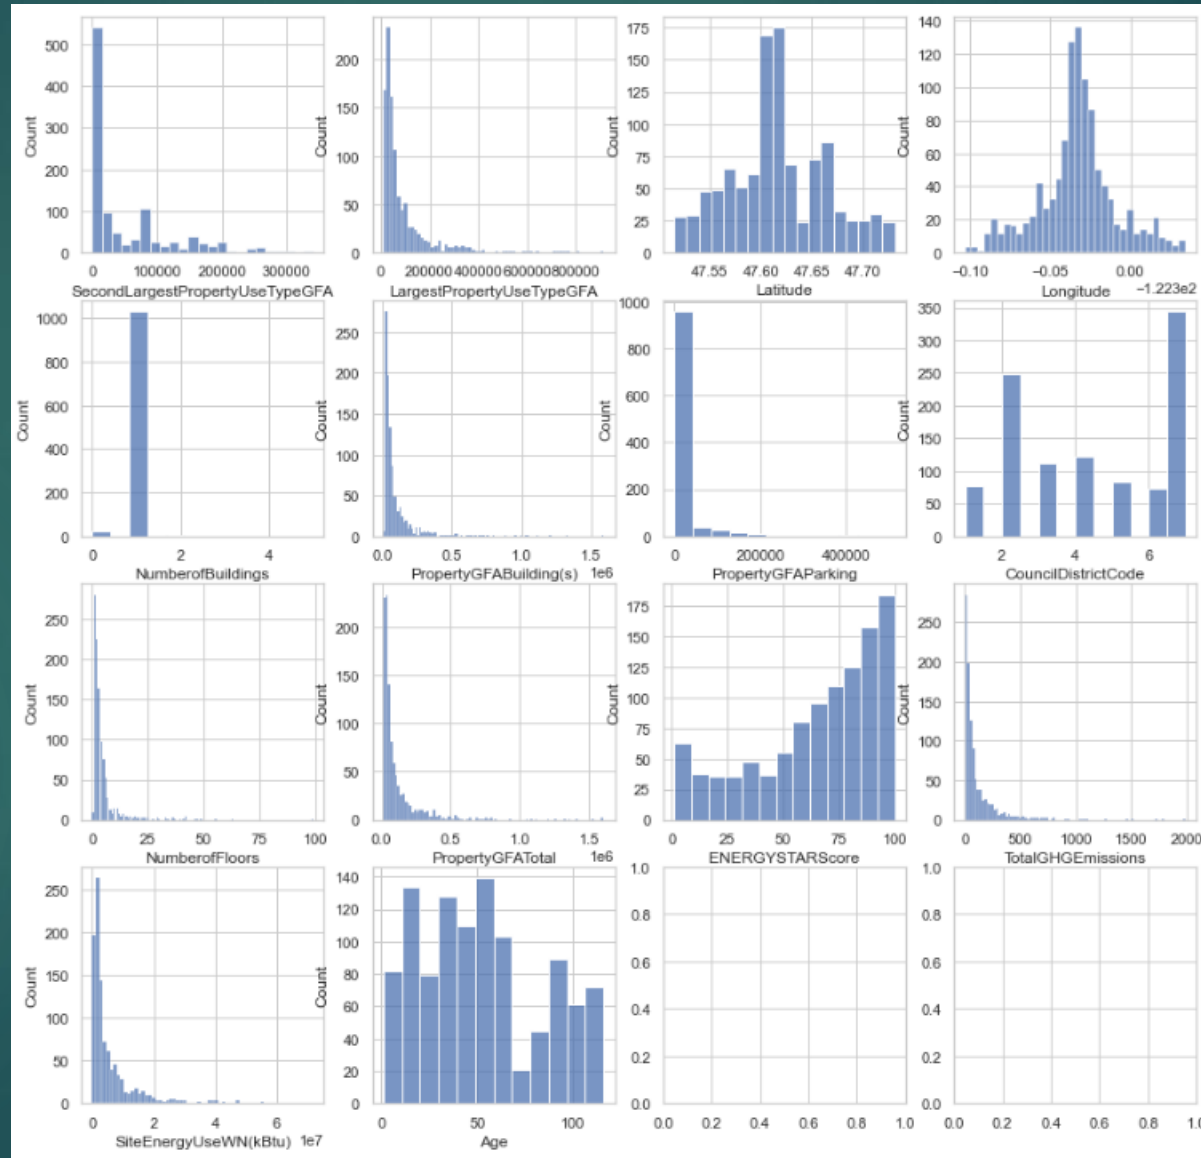 500
400
300
200
100
0
Count
0 100000 200000 300000
SecondLargestPropertyUseTypeGFA
200
150
100
50
0
Count
0 200000400000600000800000
LargestPropertyUseTypeGFA
175
150
125
100
75
50
25
0
Count
47.55 47.60 47.65 47.70
Latitude
140
120
100
80
60
40
20
0
Count
−0.10 −0.05 0.00
Longitude −1.223e2
1000
800
600
400
200
0
Count
0 2 4
NumberofBuildings
250
200
150
100
50
0
Count
0.0 0.5 1.0 1.5
PropertyGFABuilding(s) 1e6
1000
800
600
400
200
0
Count
0 200000 400000
PropertyGFAParking
350
300
250
200
150
100
50
0
Count
2 4 6
CouncilDistrictCode
250
200
150
100
50
0
Count
0 25 50 75 100
NumberofFloors
200
150
100
50
0
Count
0.0 0.5 1.0 1.5
PropertyGFATotal 1e6
175
150
125
100
75
50
25
0
Count
0 25 50 75 100
ENERGYSTARScore
250
200
150
100
50
0
Count
0 500 1000 1500 2000
TotalGHGEmissions
250
200
150
100
50
0
Count
0 2 4 6
SiteEnergyUseWN(kBtu) 1e7
140
120
100
80
60
40
20
0
Count
0 50 100
Age
1.0
0.8
0.6
0.4
0.2
0.0
0.0 0.2 0.4 0.6 0.8 1.0
1.0
0.8
0.6
0.4
0.2
0.0
0.0 0.2 0.4 0.6 0.8 1.0